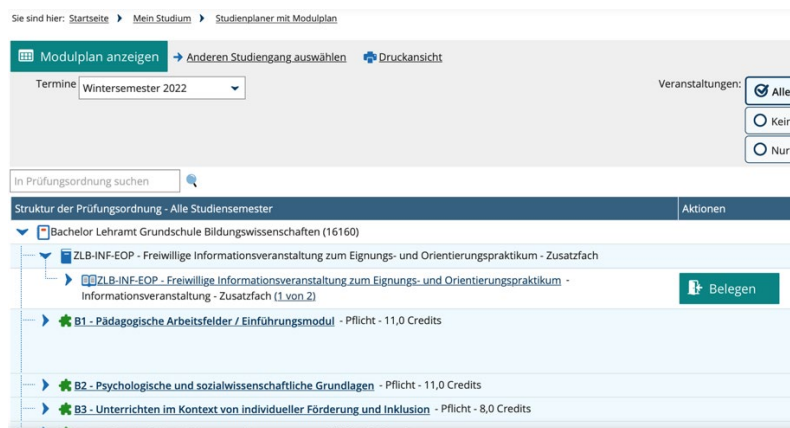 Sie sind hier: Startseite Mein Studium Studienplaner mit Modulplan
Modulplan anzeigen Anderen Studiengang auswählen Druckansicht
Termine Wintersemester 2022 Veranstaltungen: Alle
Kein
Nur
In Prüfungsordnung suchen
Struktur der Prüfungsordnung - Alle Studiensemester Aktionen
Bachelor Lehramt Grundschule Bildungswissenschaften (16160)
ZLB-INF-EOP - Freiwillige Informationsveranstaltung zum Eignungs- und Orientierungspraktikum - Zusatzfach
ZLB-INF-EOP - Freiwillige Informationsveranstaltung zum Eignungs- und Orientierungspraktikum -
Informationsveranstaltung - Zusatzfach (1 von 2) Belegen
B1 - Pädagogische Arbeitsfelder / Einführungsmodul - Pflicht - 11,0 Credits
B2 - Psychologische und sozialwissenschaftliche Grundlagen - Pflicht - 11,0 Credits
B3 - Unterrichten im Kontext von individueller Förderung und Inklusion - Pflicht - 8,0 Credits